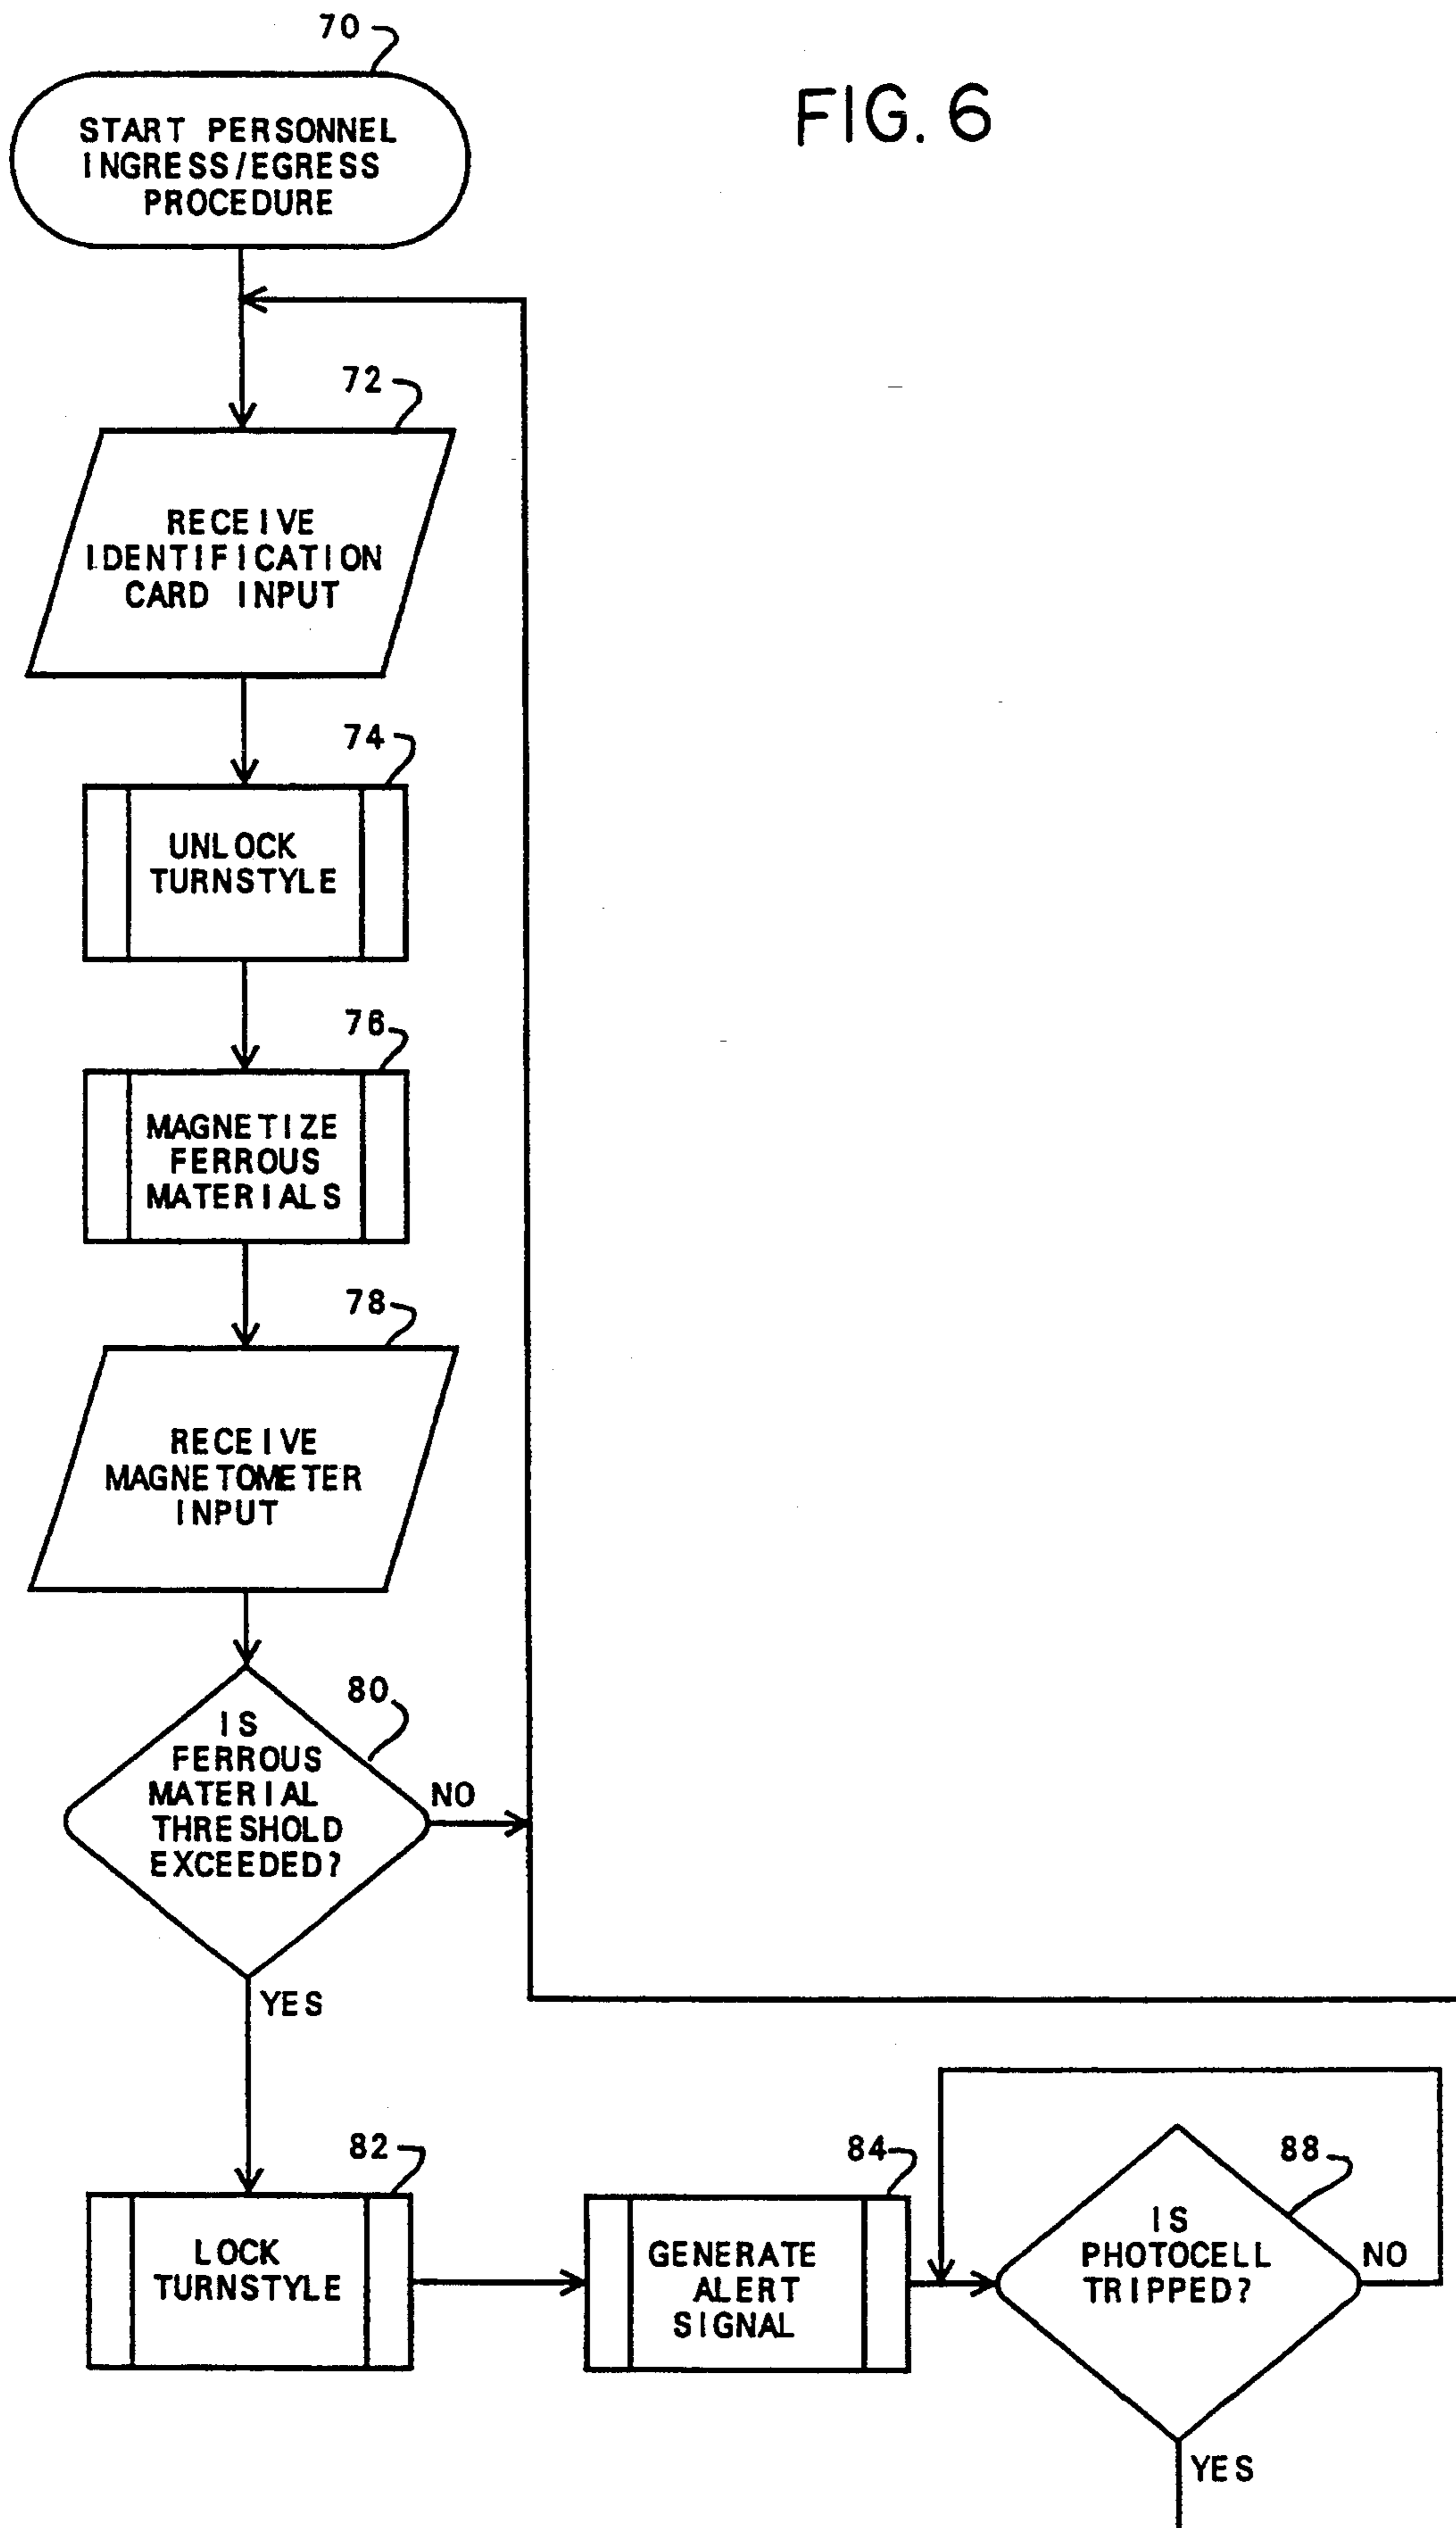 FIG. 6
70
START PERSONNEL
INGRESS/EGRESS
PROCEDURE
72
RECEIVE
IDENTIFICATION
CARD INPUT
74
UNLOCK
TURNSTYLE
76
MAGNETIZE
FERROUS
MATERIALS
78
RECEIVE
MAGNETOMETER
INPUT
80
IS
FERROUS
MATERIAL
THRESHOLD
EXCEEDED?
NO
YES
82
LOCK
TURNSTYLE
84
GENERATE
ALERT
SIGNAL
88
IS
PHOTOCELL
TRIPPED?
NO
YES